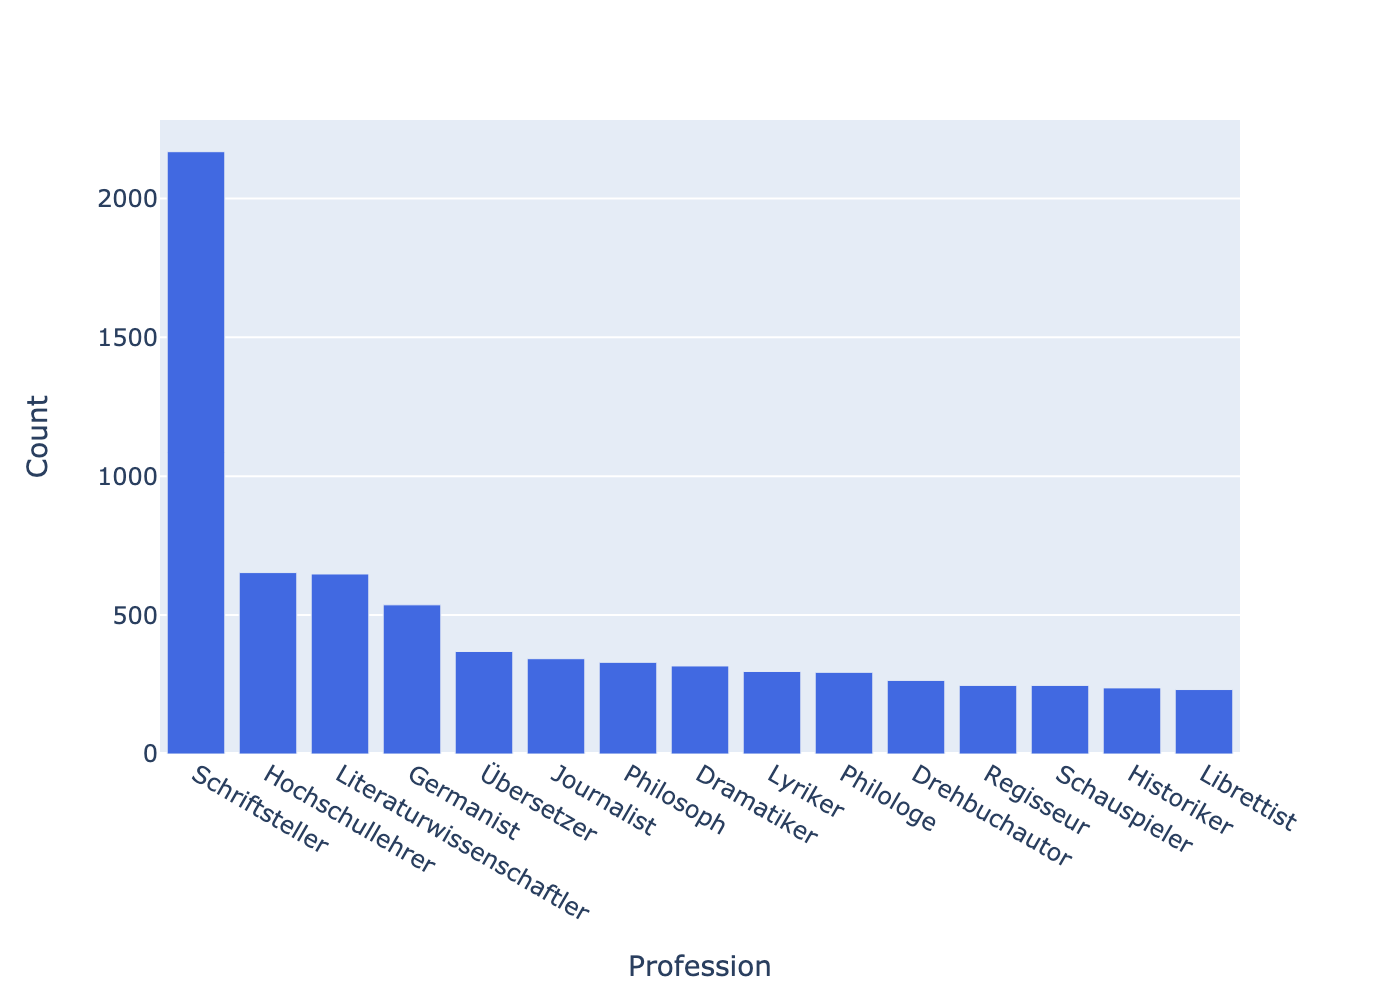 Count
2000
1500
1000
500
0
Schriftsteller
Hochschullehrer
Literaturwissenschaftler
Germanist
Übersetzer
Journalist
Philosoph
Dramatiker
Lyriker
Philologe
Drehbuchautor
Regisseur
Schauspieler
Historiker
Librettist
Profession